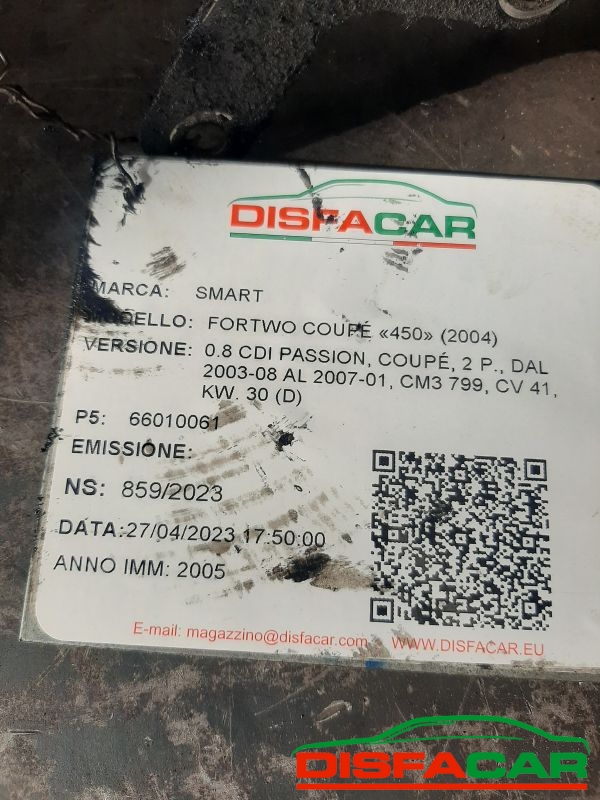 DISFACAR
MARCA: SMART
MODELLO: FORTWO COUPÉ «450» (2004)
VERSIONE: 0.8 CDI PASSION, COUPÉ, 2 P., DAL
2003-08 AL 2007-01, CM3 799, CV 41,
KW. 30 (D)
P5: 66010061
EMISSIONE:
NS: 859/2023
DATA:27/04/2023 17:50:00
ANNO IMM: 2005
E-mail: magazzino@disfacar.com WWW.DISFACAR.EU
DISFACAR